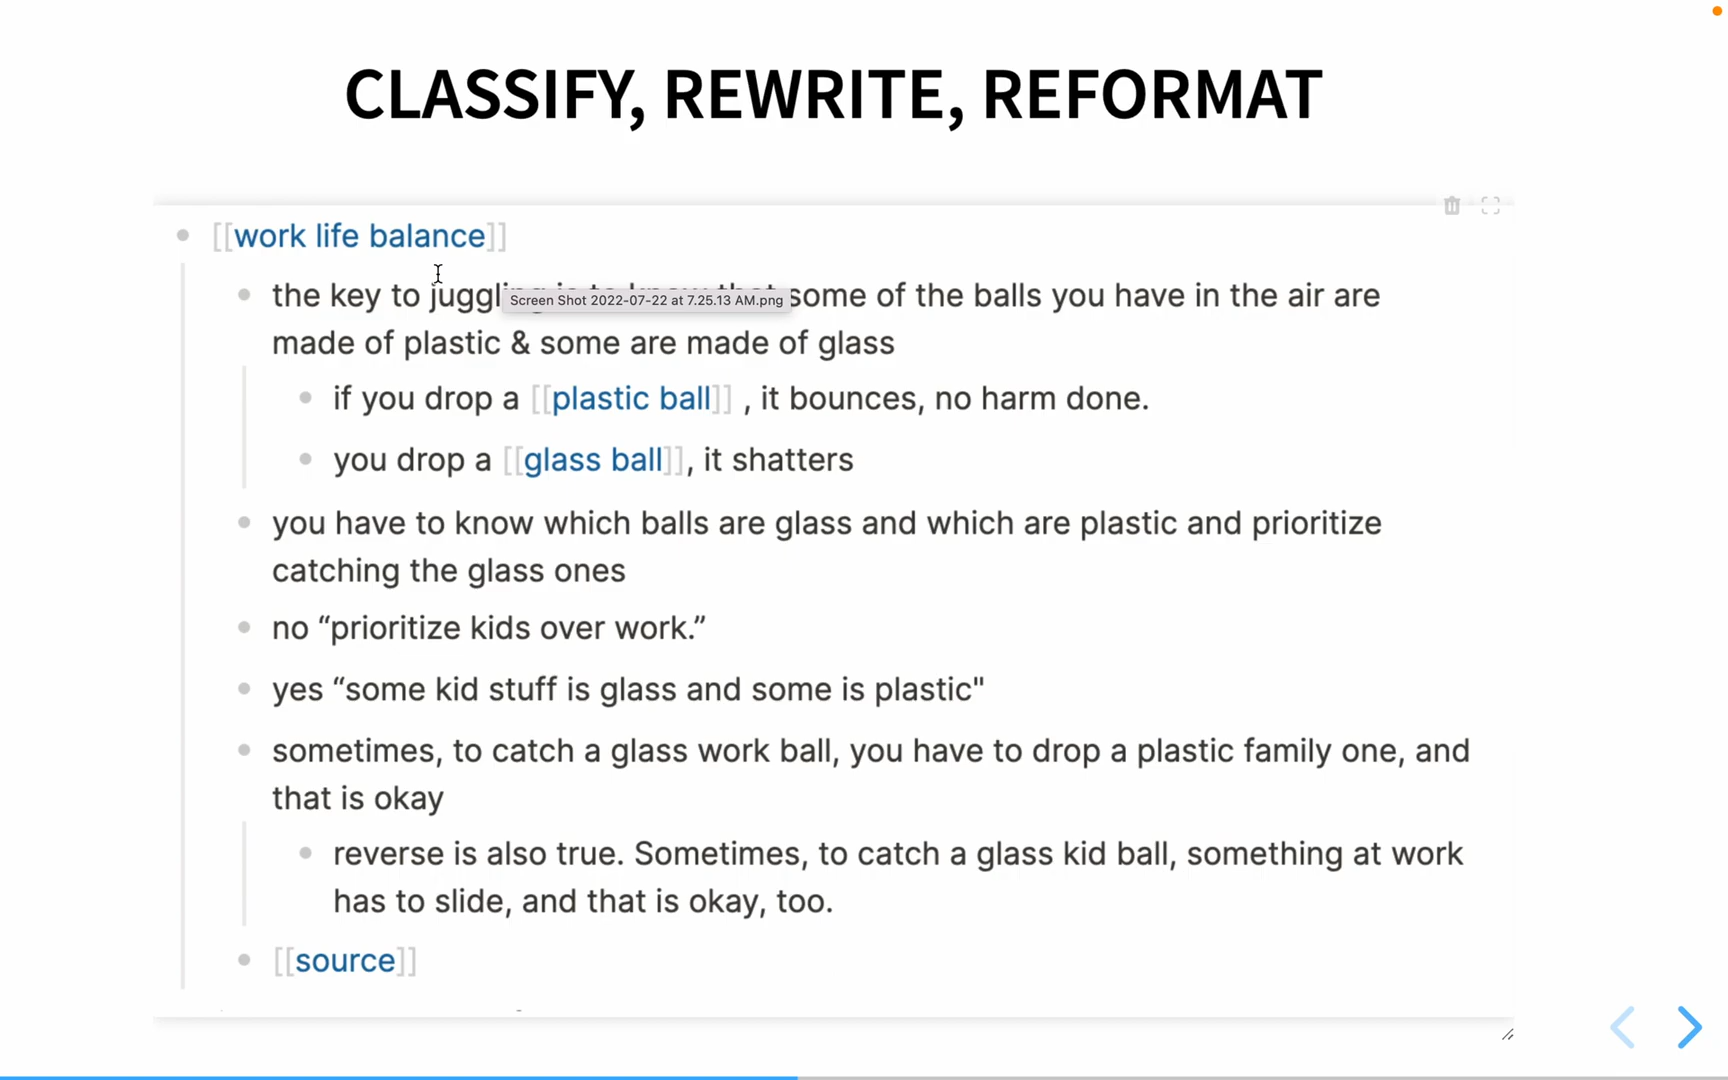 CLASSIFY, REWRITE, REFORMAT
[[work life balance]]
the key to juggl
Screen Shot 2022-07-22 at 7.25.13 AM.png
some of the balls you have in the air are
made of plastic & some are made of glass
if you drop a [[plastic ball]] , it bounces, no harm done.
you drop a [[glass ball]], it shatters
you have to know which balls are glass and which are plastic and prioritize
catching the glass ones
no “prioritize kids over work.”
yes “some kid stuff is glass and some is plastic"
sometimes, to catch a glass work ball, you have to drop a plastic family one, and
that is okay
reverse is also true. Sometimes, to catch a glass kid ball, something at work
has to slide, and that is okay, too.
[[source]]